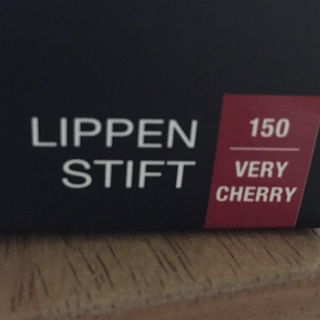 LIPPEN
STIFT
150
VERY
CHERRY